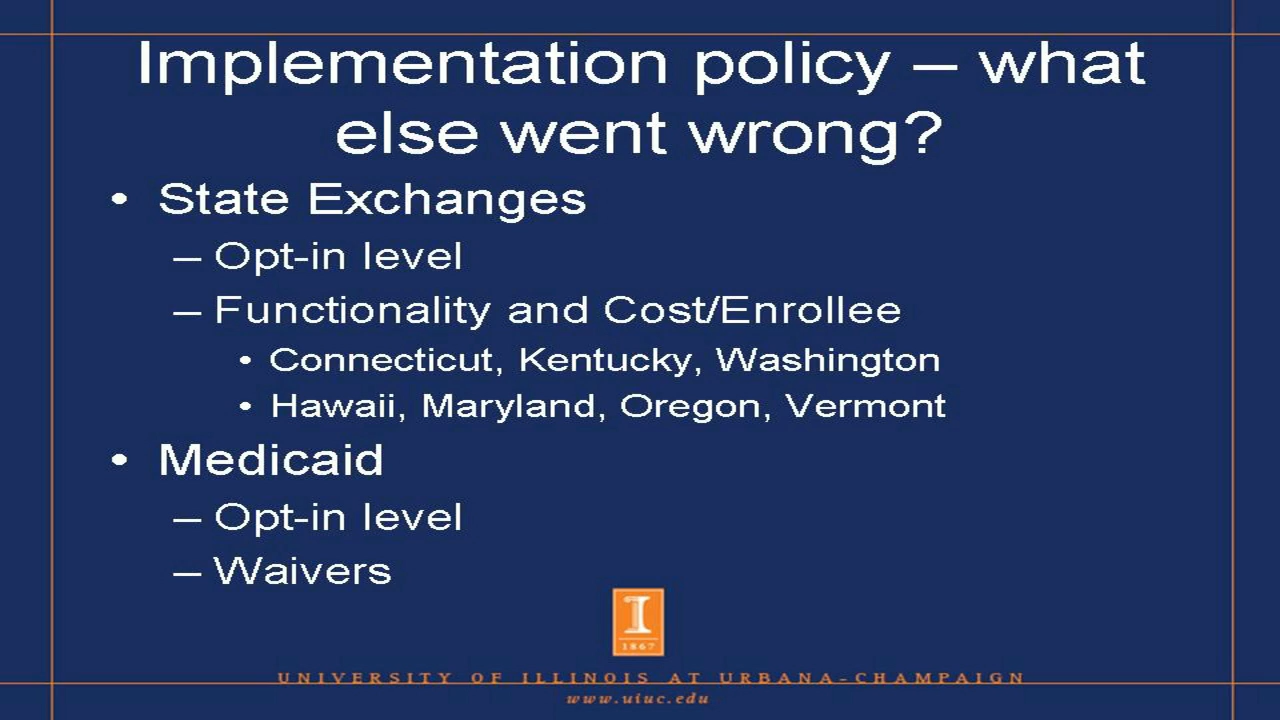 Implementation policy – what
else went wrong?
• State Exchanges
– Opt-in level
– Functionality and Cost/Enrollee
• Connecticut, Kentucky, Washington
• Hawaii, Maryland, Oregon, Vermont
• Medicaid
– Opt-in level
– Waivers
I
1867
UNIVERSITY OF ILLINOIS AT URBANA-CHAMPAIGN
www.uiuc.edu